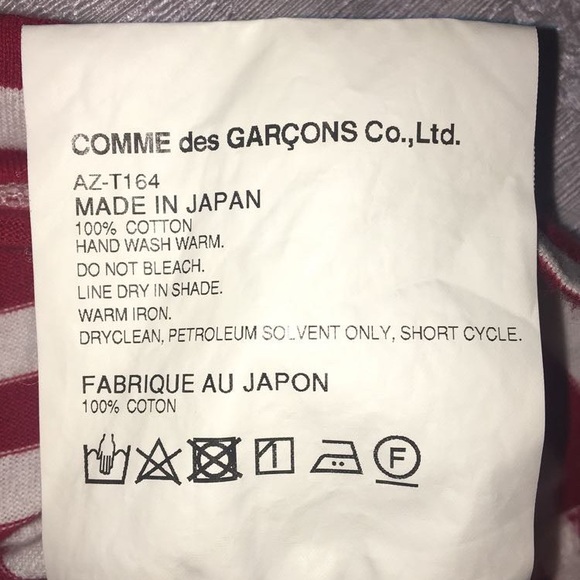 COMME des GARÇONS Co.,Ltd.
AZ-T164
MADE IN JAPAN
100% COTTON
HAND WASH WARM.
DO NOT BLEACH.
LINE DRY IN SHADE.
WARM IRON.
DRYCLEAN, PETROLEUM SOLVENT ONLY, SHORT CYCLE.
FABRIQUE AU JAPON
100% COTON
F